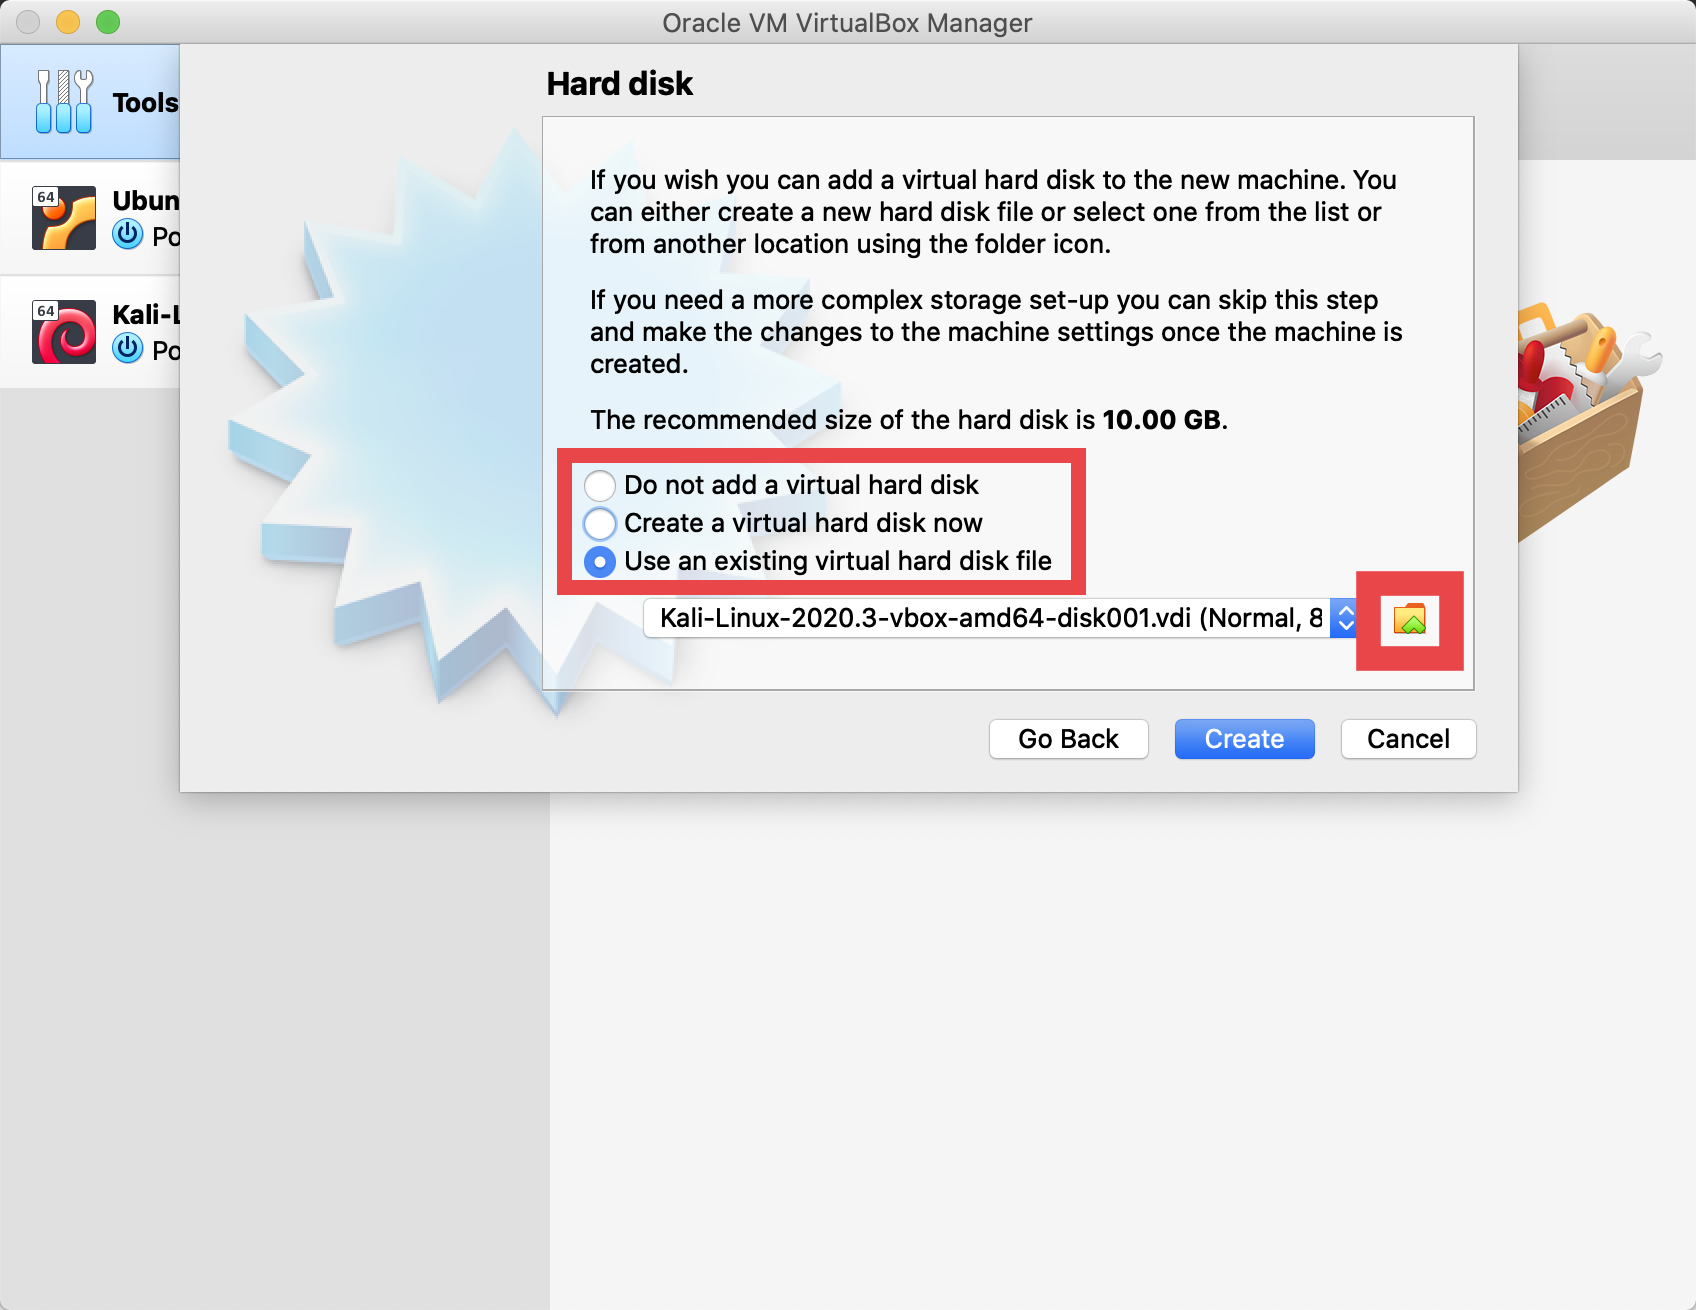 Oracle VM VirtualBox Manager
Tools
64
Ubun
Po
64
Kali-L
Po
Hard disk
If you wish you can add a virtual hard disk to the new machine. You
can either create a new hard disk file or select one from the list or
from another location using the folder icon.
If you need a more complex storage set-up you can skip this step
and make the changes to the machine settings once the machine is
created.
The recommended size of the hard disk is 10.00 GB.
Do not add a virtual hard disk
Create a virtual hard disk now
Use an existing virtual hard disk file
Kali-Linux-2020.3-vbox-amd64-disk001.vdi (Normal, 8
Go Back
Create
Cancel